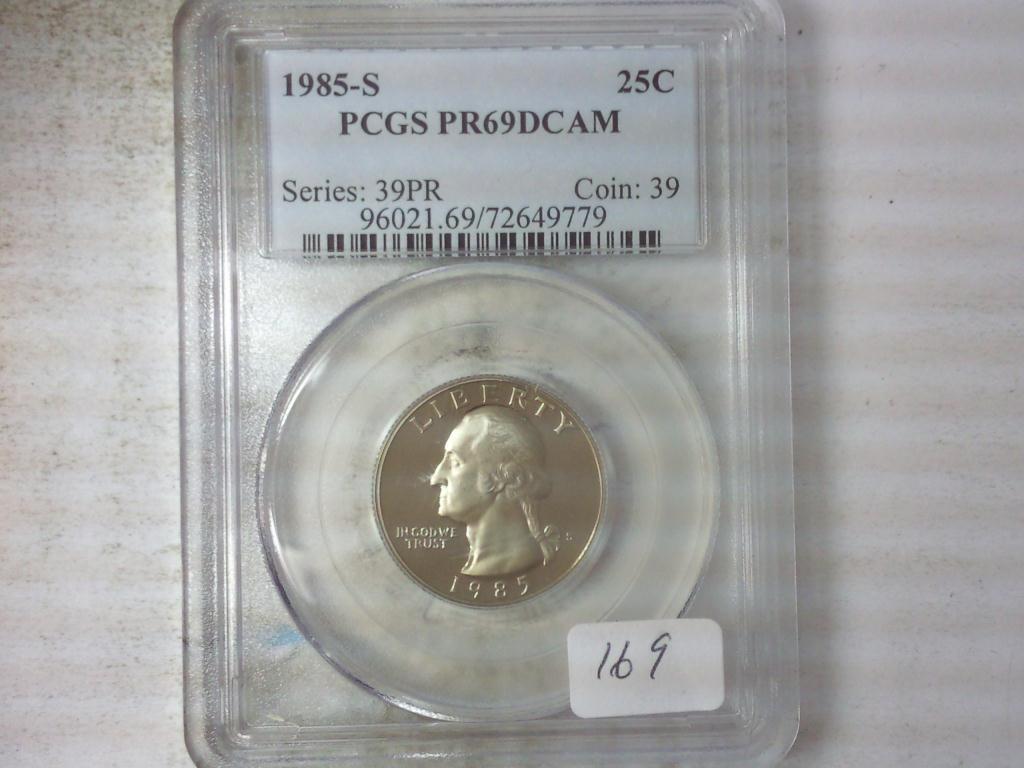 1985-S 25C
PCGS PR69DCAM
Series: 39PR Coin: 39
96021.69/72649779
LIBERTY
IN GOD WE
TRUST
S
1985
169